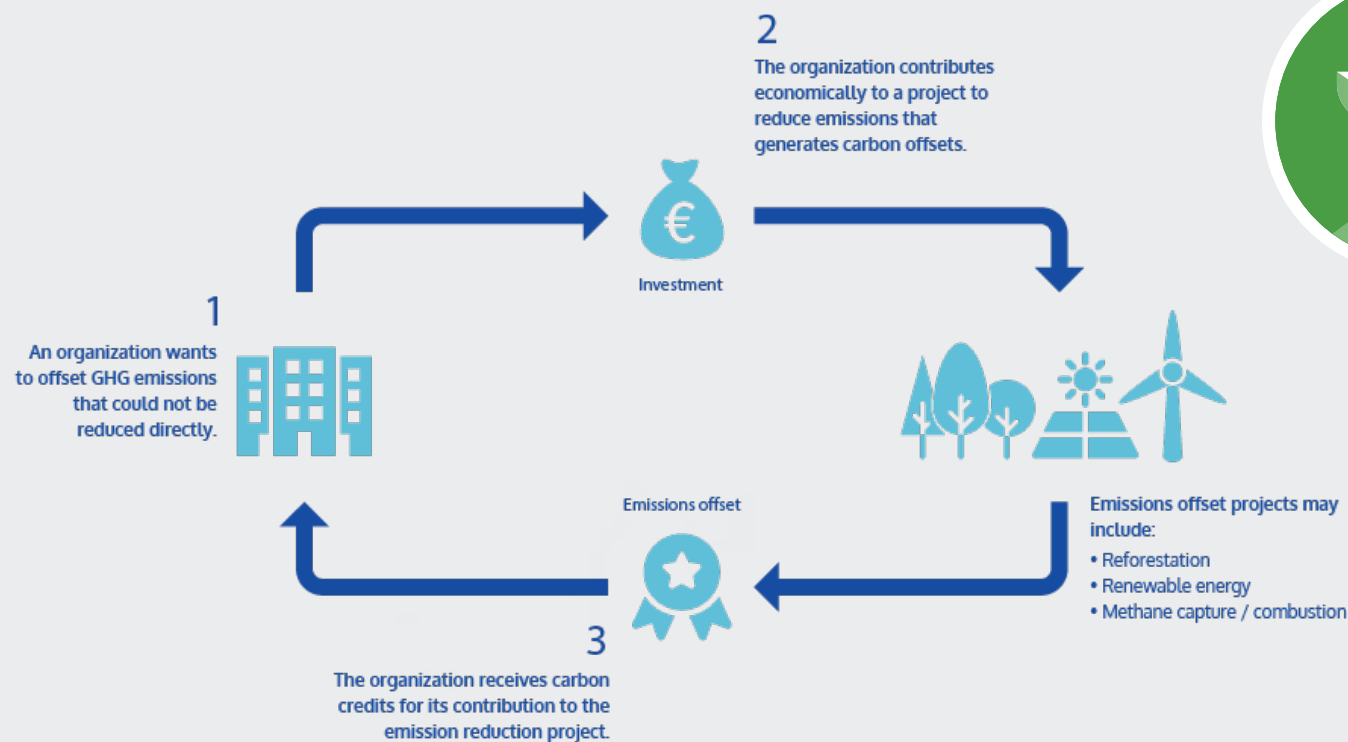 2
The organization contributes
economically to a project to
reduce emissions that
generates carbon offsets.
€
Investment
1
An organization wants
to offset GHG emissions
that could not be
reduced directly.
Emissions offset
Emissions offset projects may
include:
• Reforestation
• Renewable energy
• Methane capture / combustion
3
The organization receives carbon
credits for its contribution to the
emission reduction project.